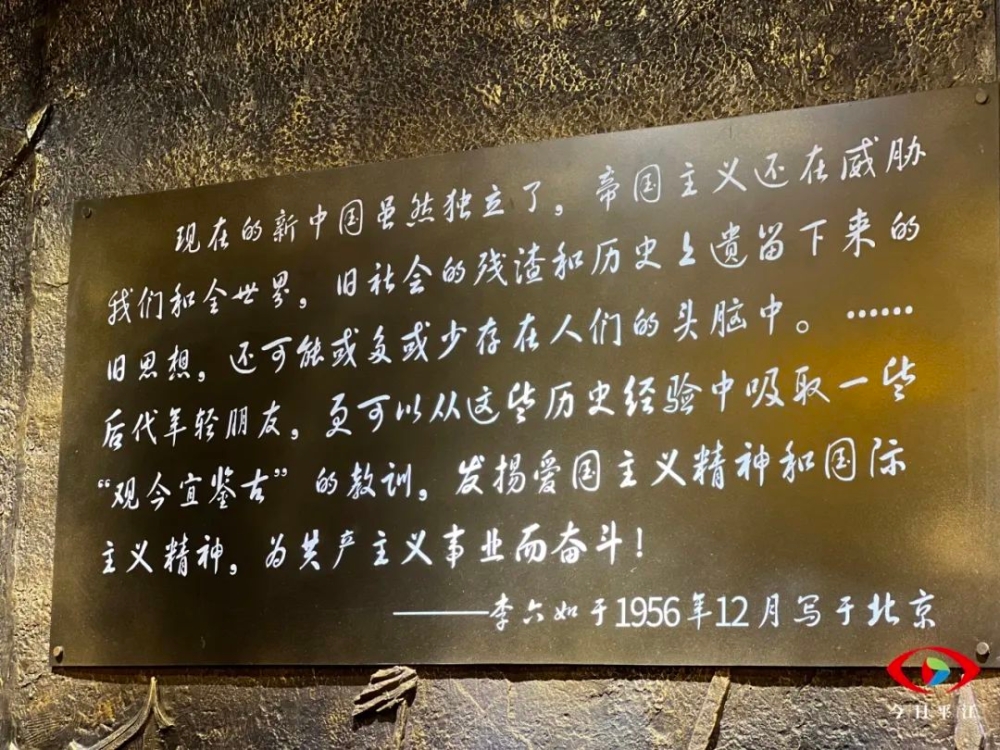 现在的新中国虽然独立了，帝国主义还在威胁
我们和全世界，旧社会的残渣和历史上遗留下来的
旧思想，还可能或多或少存在人们的头脑中。……
后代年轻朋友，更可以从这些历史经验中吸取一些
“观今宜鉴古”的教训，发扬爱国主义精神和国际
主义精神，为共产主义事业而奋斗！
——李六如于1956年12月写于北京
今日平江